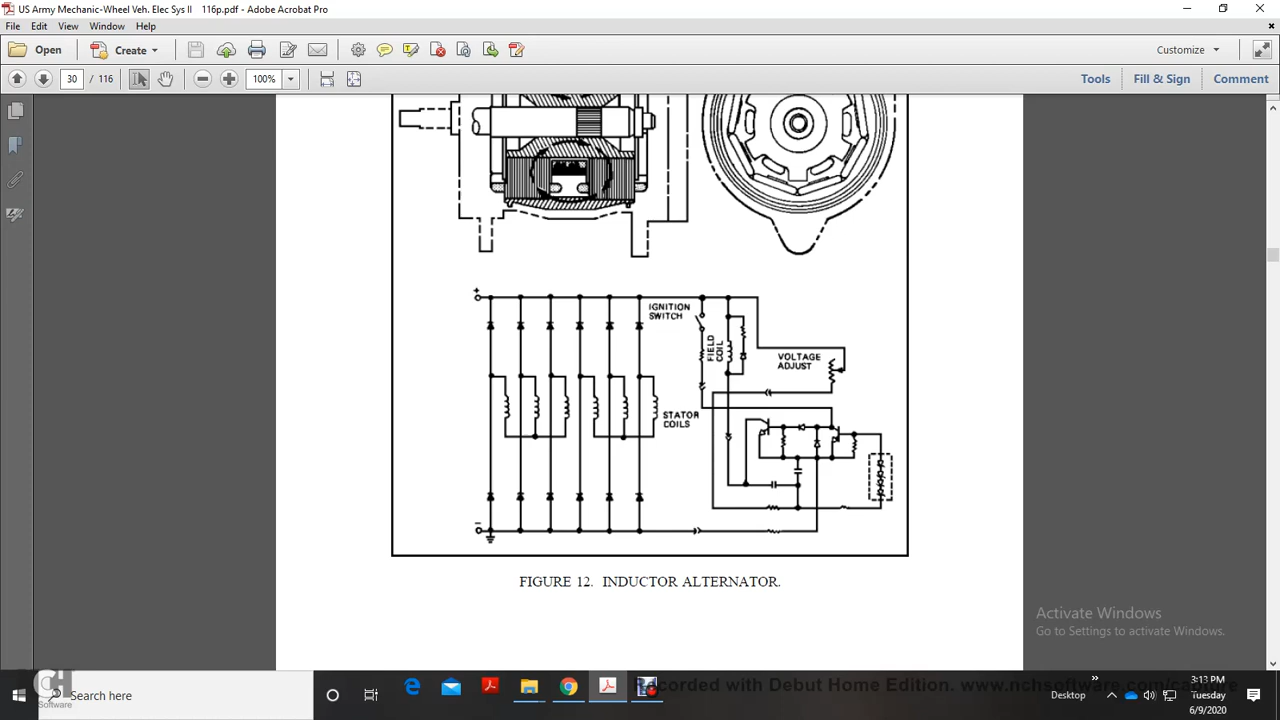 US Army Mechanic-Wheel Veh. Elec Sys II 116p.pdf - Adobe Acrobat Pro
File Edit View Window Help
Open Create Customize
30 / 116 100% Tools Fill & Sign Comment
+
IGNITION
SWITCH
FIELD
COIL
VOLTAGE
ADJUST
STATOR
COILS
-
FIGURE 12. INDUCTOR ALTERNATOR.
Activate Windows
Go to Settings to activate Windows.
CH
Software
Search here
Recorded with Debut Home Edition. www.nchsoftware.com/capture
Desktop
3:13 PM
Tuesday
6/9/2020